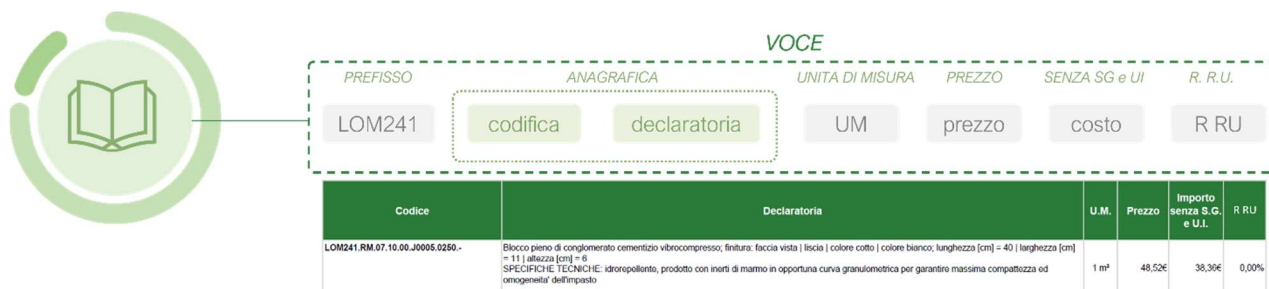 VOCE
PREFISSO ANAGRAFICA UNITA DI MISURA PREZZO SENZA SG e UI R. R.U.
LOM241 codifica declaratoria UM prezzo costo R RU
Codice Declaratoria U.M. Prezzo Importo senza S.G. e U.I. R RU
LOM241.RM.07.10.00.J0005.0250.- Blocco pieno di conglomerato cementizio vibrocompresso; finitura: faccia vista | liscia | colore cotto | colore bianco; lunghezza [cm] = 40 | larghezza [cm]
= 11 | altezza [cm] = 6
SPECIFICHE TECNICHE: idrorepellente, prodotto con inerti di marmo in opportuna curva granulometrica per garantire massima compattezza ed
omogeneita' dell'impasto
1 m² 48,52€ 38,36€ 0,00%